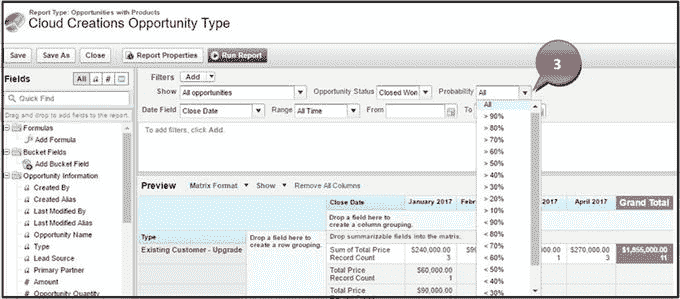 Report Type: Opportunities with Products
Cloud Creations Opportunity Type
Save Save As Close Report Properties Run Report
3
Fields All a # 
Filters Add
Quick Find
Show All opportunities Opportunity Status Closed Won Probability All
Drag and drop to add fields to the report.
Date Field Close Date Range All Time From To
Formulas
Add Formula
Bucket Fields
Add Bucket Field
Opportunity Information
a Created By
a Created Alias
a Last Modified By
a Last Modified Alias
a Opportunity Name
a Type
a Lead Source
a Primary Partner
# Amount
# Opportunity Quantity
To add filters, click Add.
All
> 90%
> 80%
> 70%
> 60%
> 50%
> 40%
> 30%
> 20%
> 10%
< 90%
< 80%
< 70%
< 60%
< 50%
< 40%
< 30%
Preview Matrix Format Show Remove All Columns
Close Date January 2017 April 2017 Grand Total
Drop a field here to
create a column grouping.
Type Drop a field here to
create a row grouping.
Drop summarizable fields into the matrix.
Existing Customer - Upgrade
Sum of Total Price $240,000.00 $270,000.00 $1,855,000.00
Record Count 3 3 11
Total Price $60,000.00
Record Count 1
Total Price $90,000.00